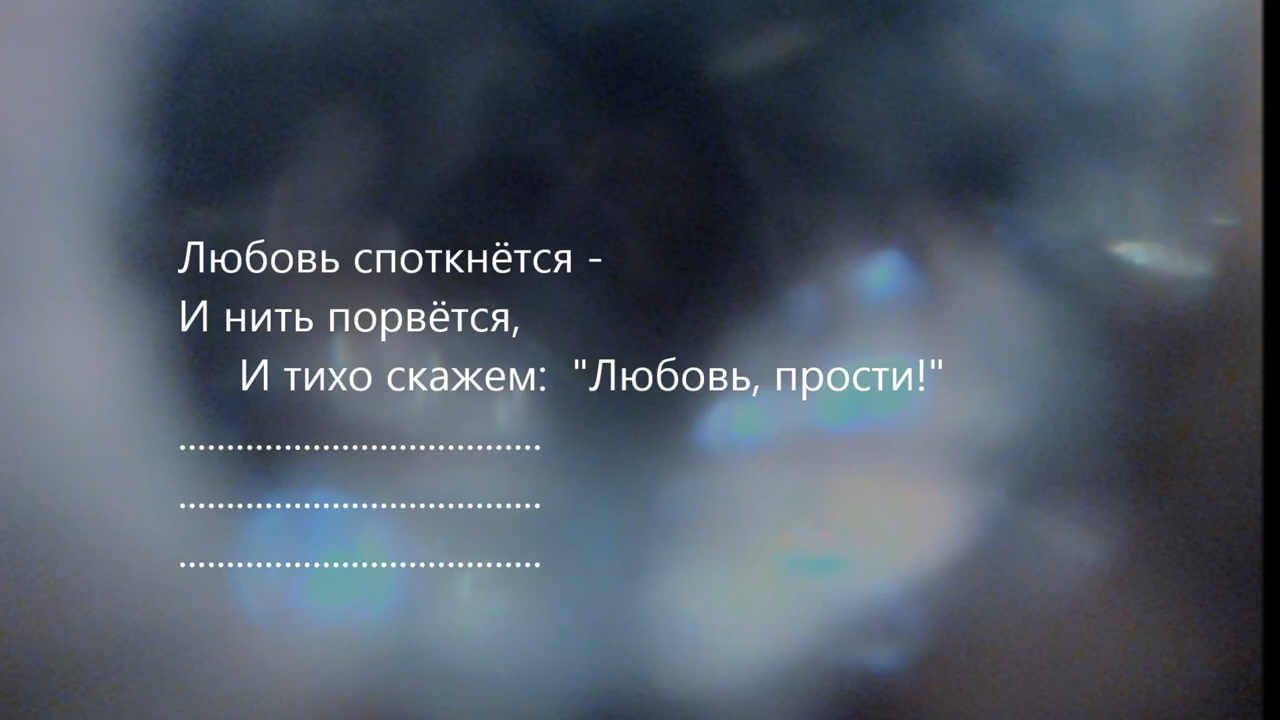 Любовь споткнётся -
И нить порвётся,
И тихо скажем:  "Любовь, прости!"
......................................
......................................
......................................